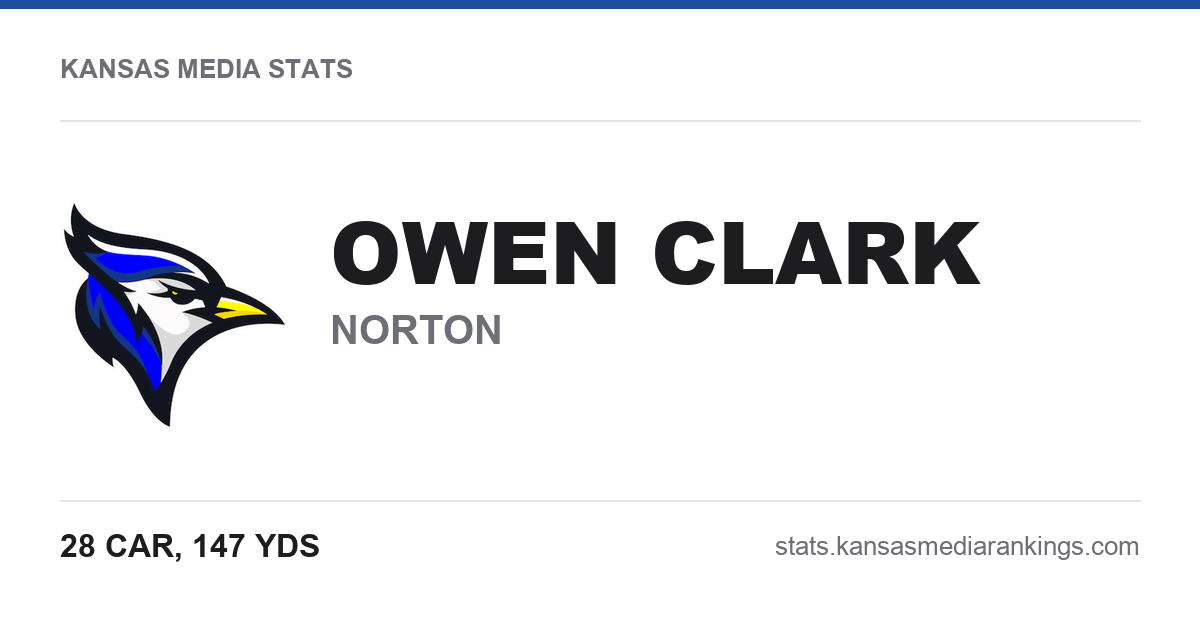 KANSAS MEDIA STATS
OWEN CLARK
NORTON
28 CAR, 147 YDS
stats.kansasmediarankings.com